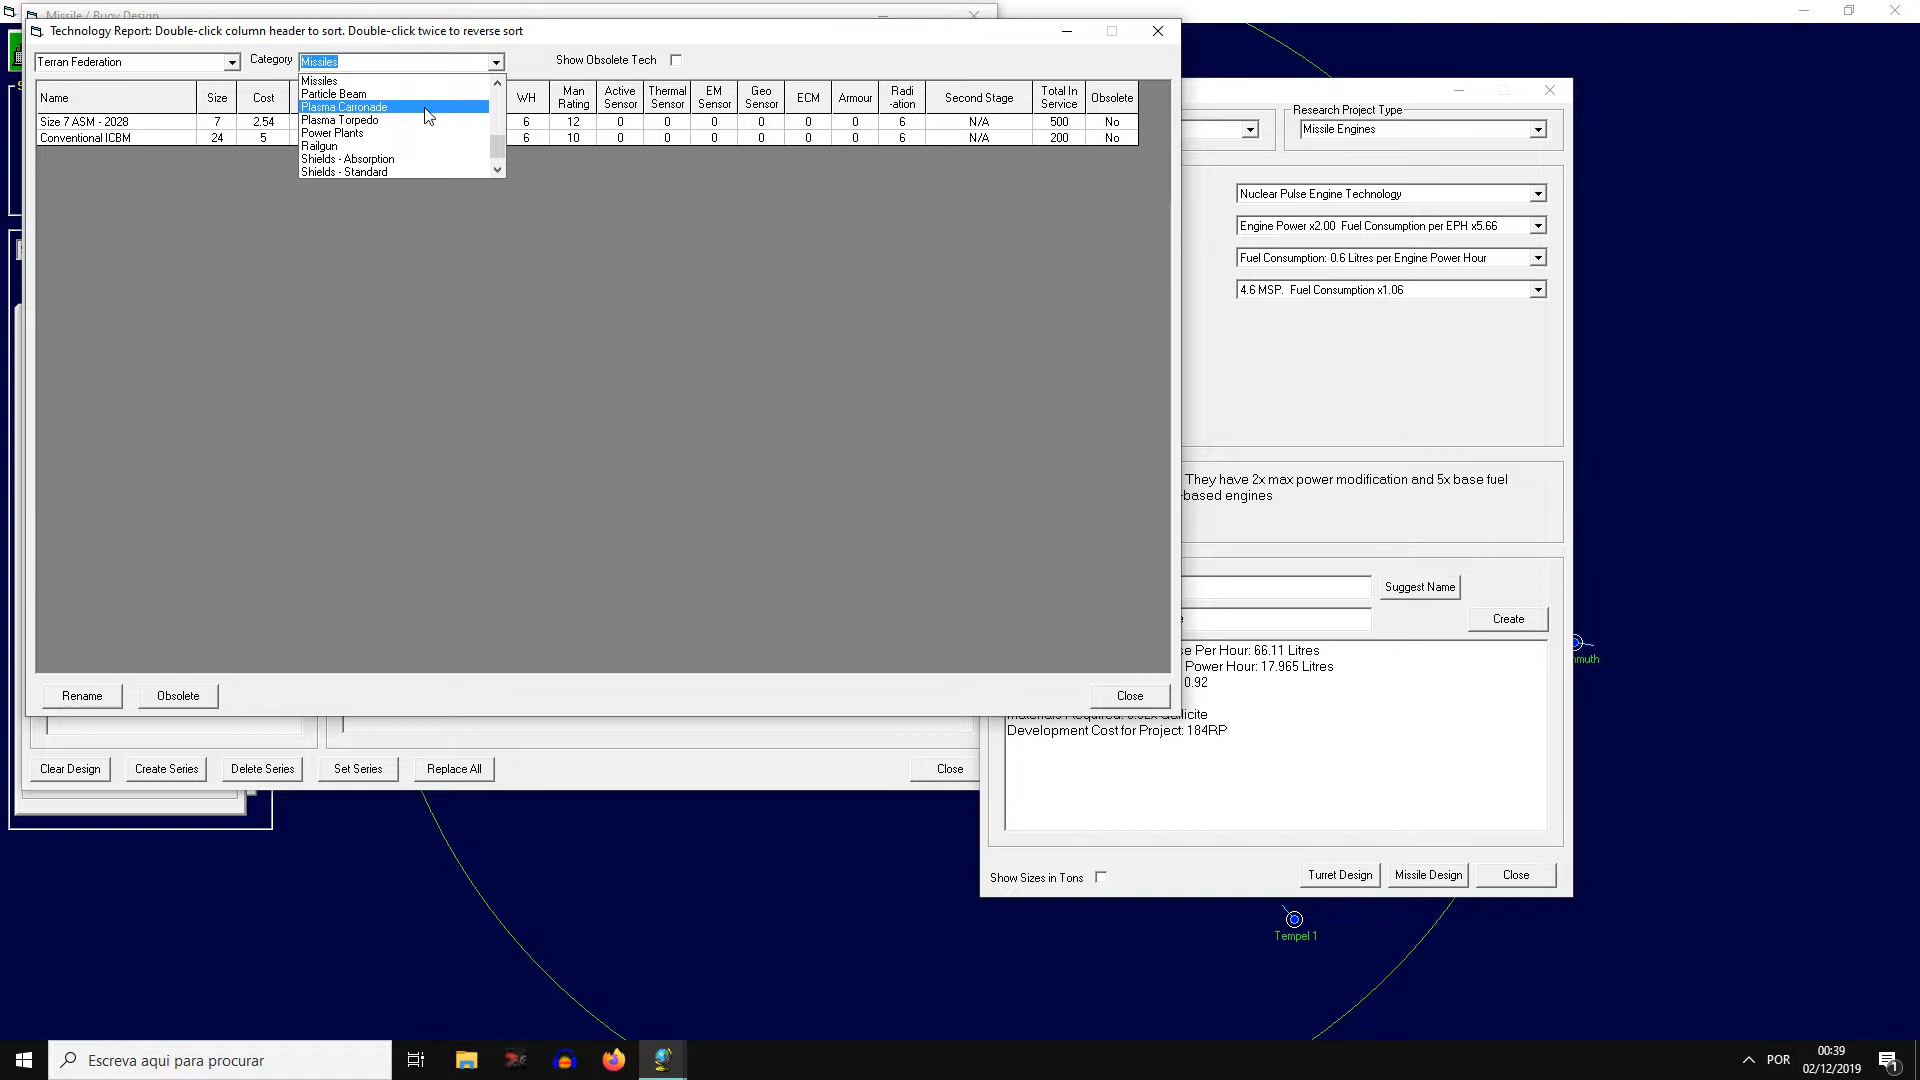 Missile / Buoy Design
Technology Report: Double-click column header to sort. Double-click twice to reverse sort
Terran Federation
Category
Missiles
Show Obsolete Tech
Missiles
Particle Beam
Plasma Carronade
Plasma Torpedo
Power Plants
Railgun
Shields - Absorption
Shields - Standard
Name Size Cost WH Man Rating Active Sensor Thermal Sensor EM Sensor Geo Sensor ECM Armour Radi -ation Second Stage Total In Service Obsolete
Size 7 ASM - 2028 7 2.54 6 12 0 0 0 0 0 0 6 N/A 500 No
Conventional ICBM 24 5 6 10 0 0 0 0 0 0 6 N/A 200 No
Rename
Obsolete
Close
Clear Design
Create Series
Delete Series
Set Series
Replace All
Close
Research Project Type
Missile Engines
Nuclear Pulse Engine Technology
Engine Power x2.00 Fuel Consumption per EPH x5.66
Fuel Consumption: 0.6 Litres per Engine Power Hour
4.6 MSP. Fuel Consumption x1.06
They have 2x max power modification and 5x base fuel
-based engines
Suggest Name
Create
se Per Hour: 66.11 Litres
Power Hour: 17.965 Litres
0.92
Development Cost for Project: 184RP
Show Sizes in Tons
Turret Design
Missile Design
Close
muth
Tempel 1
Escreva aqui para procurar
POR
00:39
02/12/2019
1